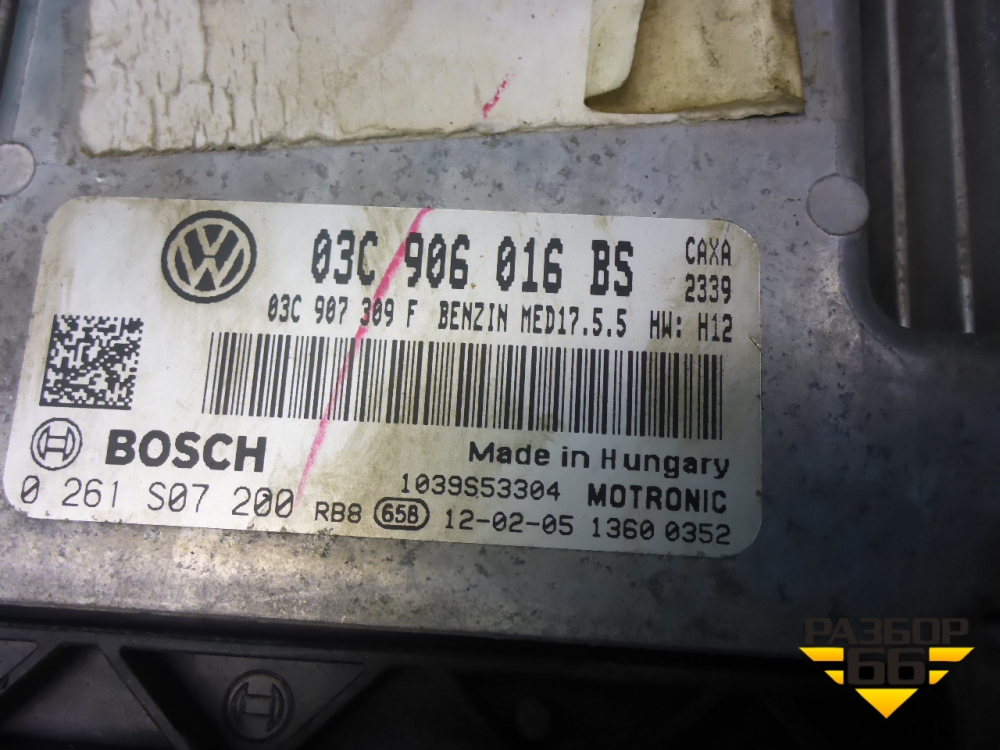 03C 906 016 BS CAXA
2339
03C 907 309 F BENZIN MED17.5.5 HW: H12
BOSCH
Made in Hungary
1039S53304 MOTRONIC
0 261 S07 200 RB8 658 12-02-05 1360 0352
РАЗБОР
66